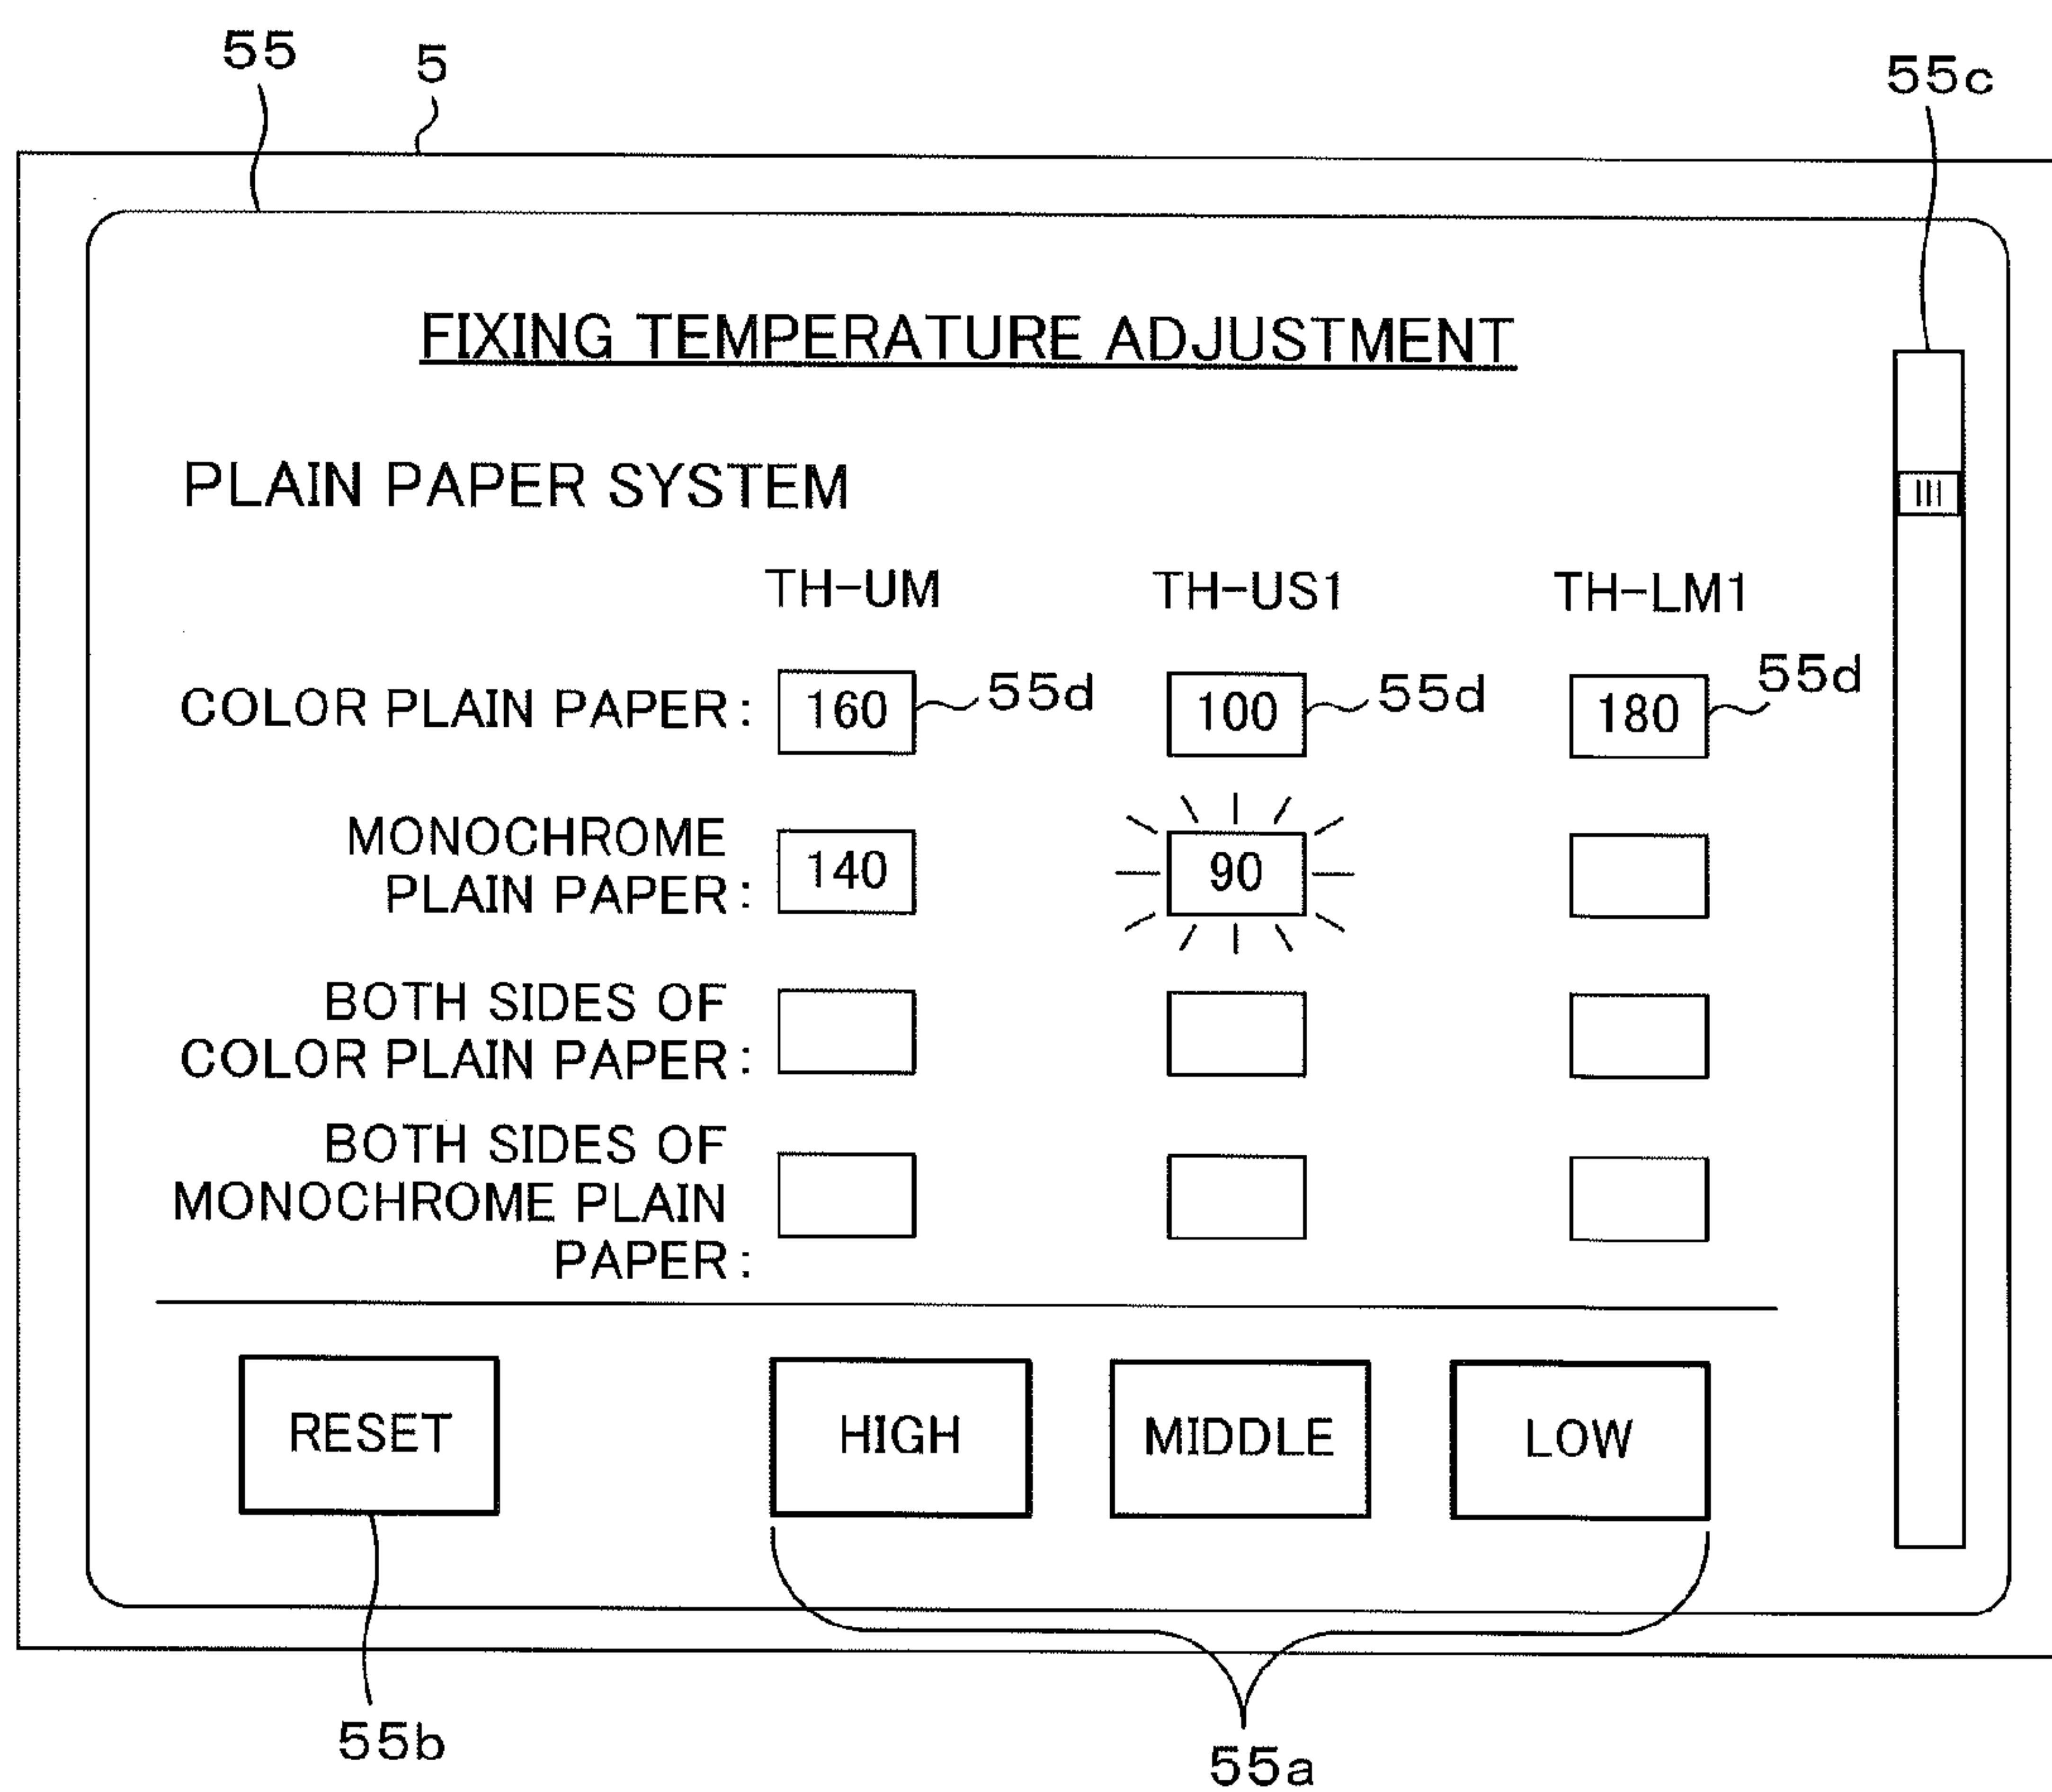 55
5
55c
FIXING TEMPERATURE ADJUSTMENT
PLAIN PAPER SYSTEM
TH-UM TH-US1 TH-LM1
COLOR PLAIN PAPER: 160 55d 100 55d 180 55d
MONOCHROME
PLAIN PAPER: 140 90
BOTH SIDES OF
COLOR PLAIN PAPER:
BOTH SIDES OF
MONOCHROME PLAIN
PAPER:
RESET HIGH MIDDLE LOW
55b
55a